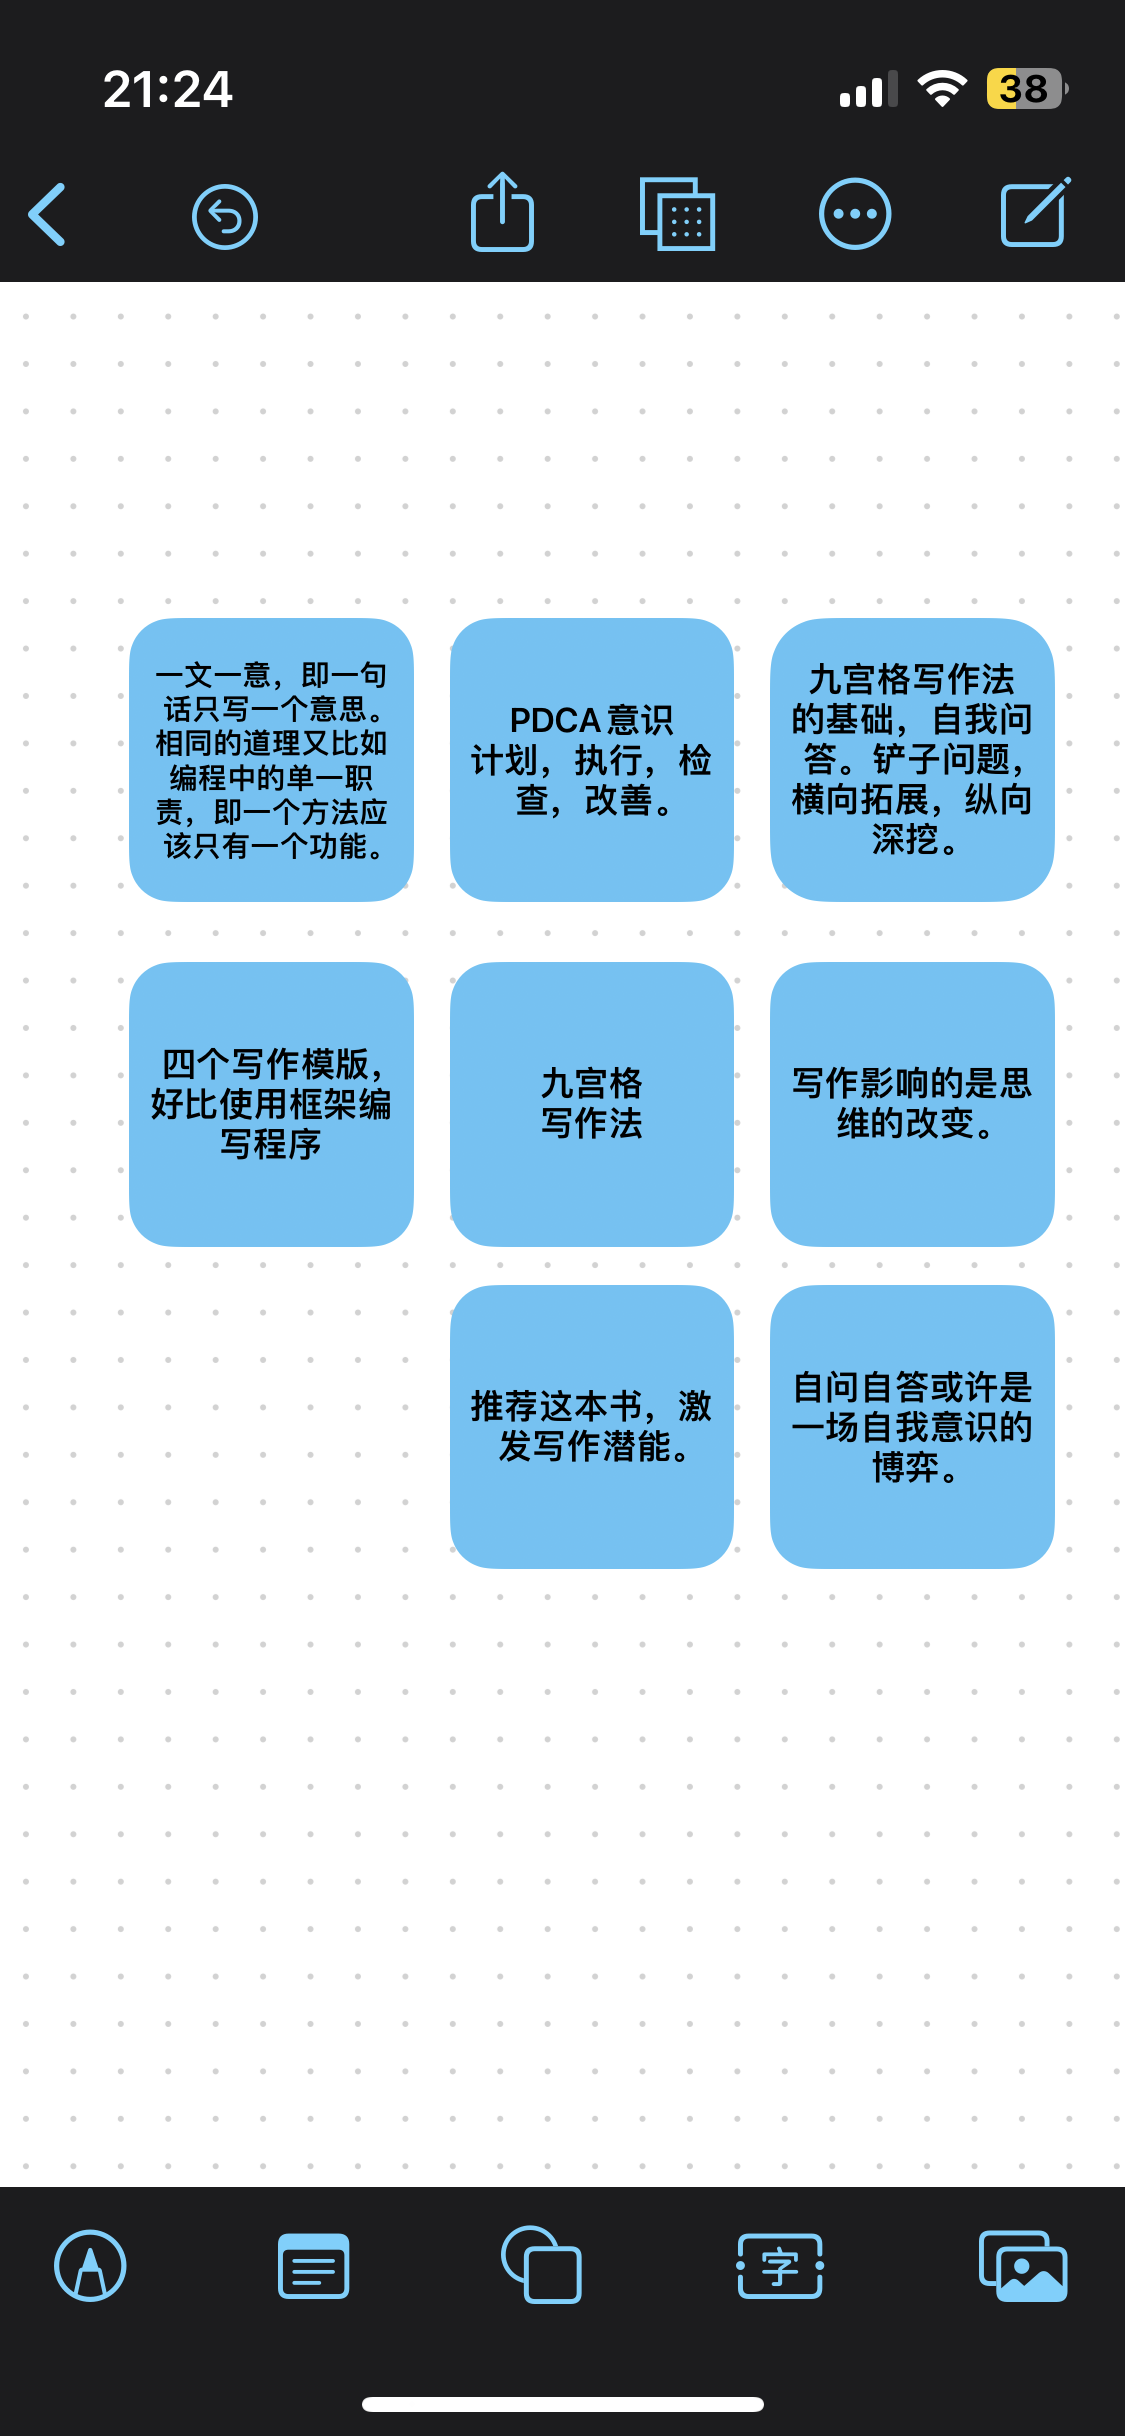 21:24
38
一文一意，即一句
话只写一个意思。
相同的道理又比如
编程中的单一职
责，即一个方法应
该只有一个功能。
PDCA 意识
计划，执行，检
查，改善。
九宫格写作法
的基础，自我问
答。铲子问题，
横向拓展，纵向
深挖。
四个写作模版，
好比使用框架编
写程序
九宫格
写作法
写作影响的是思
维的改变。
推荐这本书，激
发写作潜能。
自问自答或许是
一场自我意识的
博弈。
字